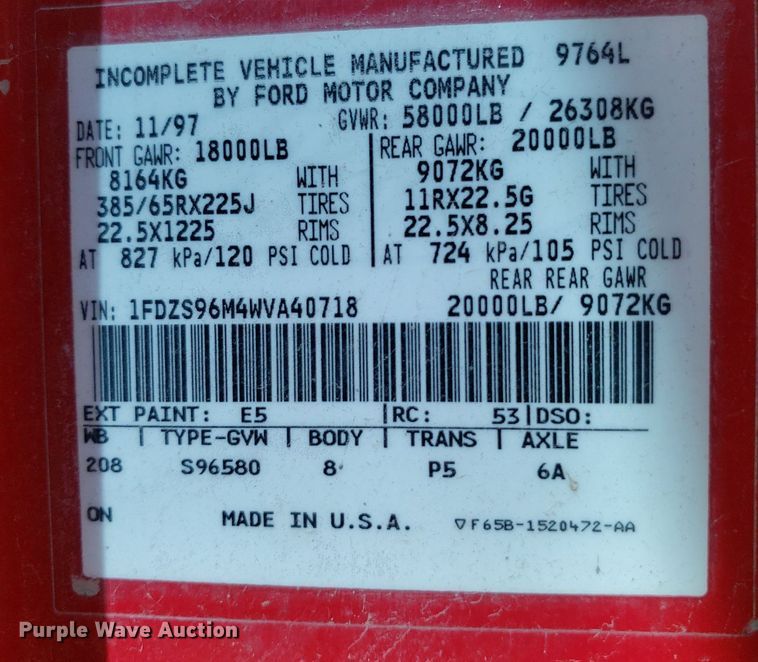 INCOMPLETE VEHICLE MANUFACTURED 9764L
BY FORD MOTOR COMPANY
DATE: 11/97 GVWR: 58000LB / 26308KG
FRONT GAWR: 18000LB
8164KG WITH
385/65RX225J TIRES
22.5X1225 RIMS
AT 827 kPa/120 PSI COLD
REAR GAWR: 20000LB
9072KG WITH
11RX22.5G TIRES
22.5X8.25 RIMS
AT 724 kPa/105 PSI COLD
REAR REAR GAWR
VIN: 1FDZS96M4WVA40718 20000LB/ 9072KG
EXT PAINT: E5 |RC: 53|DSO:
WB | TYPE-GVW | BODY | TRANS | AXLE
208 S96580 8 P5 6A
ON MADE IN U.S.A. ▽F65B-1520472-AA
Purple Wave Auction